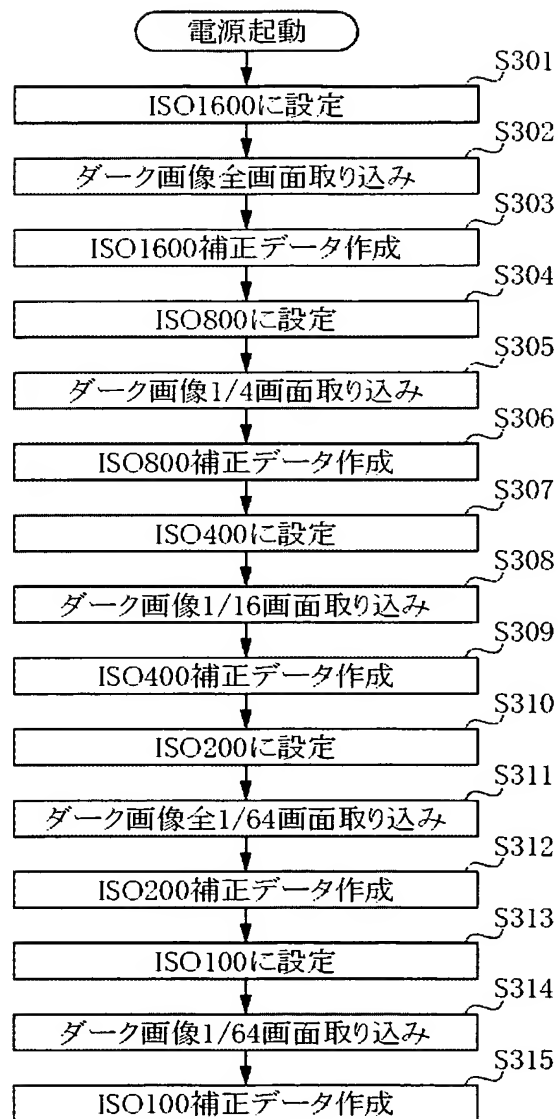 電源起動
S301
ISO1600に設定
S302
ダーク画像全画面取り込み
S303
ISO1600補正データ作成
S304
ISO800に設定
S305
ダーク画像1/4画面取り込み
S306
ISO800補正データ作成
S307
ISO400に設定
S308
ダーク画像1/16画面取り込み
S309
ISO400補正データ作成
S310
ISO200に設定
S311
ダーク画像全1/64画面取り込み
S312
ISO200補正データ作成
S313
ISO100に設定
S314
ダーク画像1/64画面取り込み
S315
ISO100補正データ作成